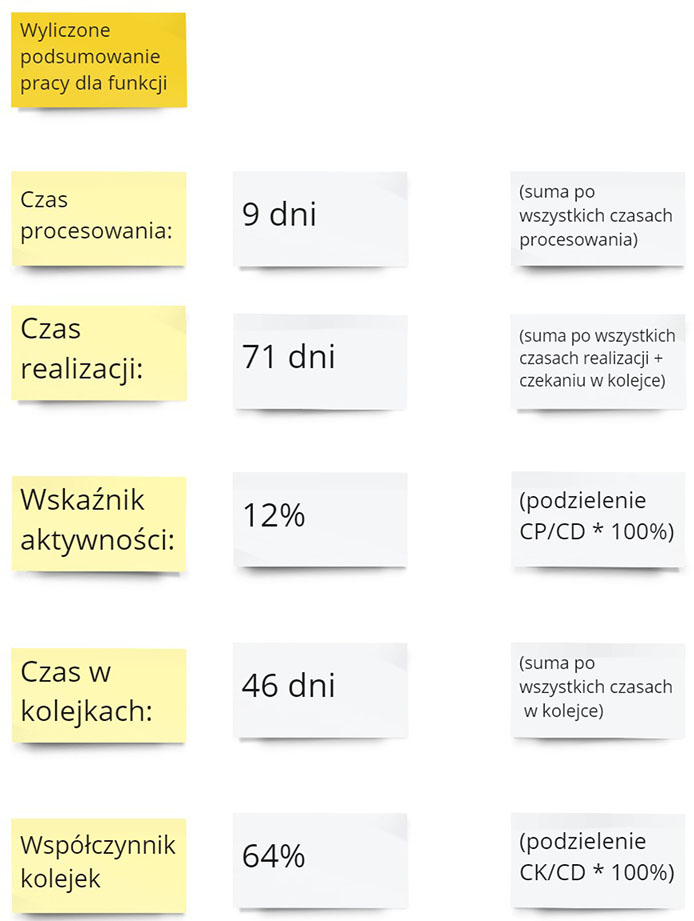 Wyliczone
podsumowanie
pracy dla funkcji
Czas
procesowania:
9 dni
(suma po
wszystkich czasach
procesowania)
Czas
realizacji:
71 dni
(suma po wszystkich
czasach realizacji +
czekaniu w kolejce)
Wskaźnik
aktywności:
12%
(podzielenie
CP/CD * 100%)
Czas w
kolejkach:
46 dni
(suma po
wszystkich czasach
w kolejce)
Współczynnik
kolejek
64%
(podzielenie
CK/CD * 100%)